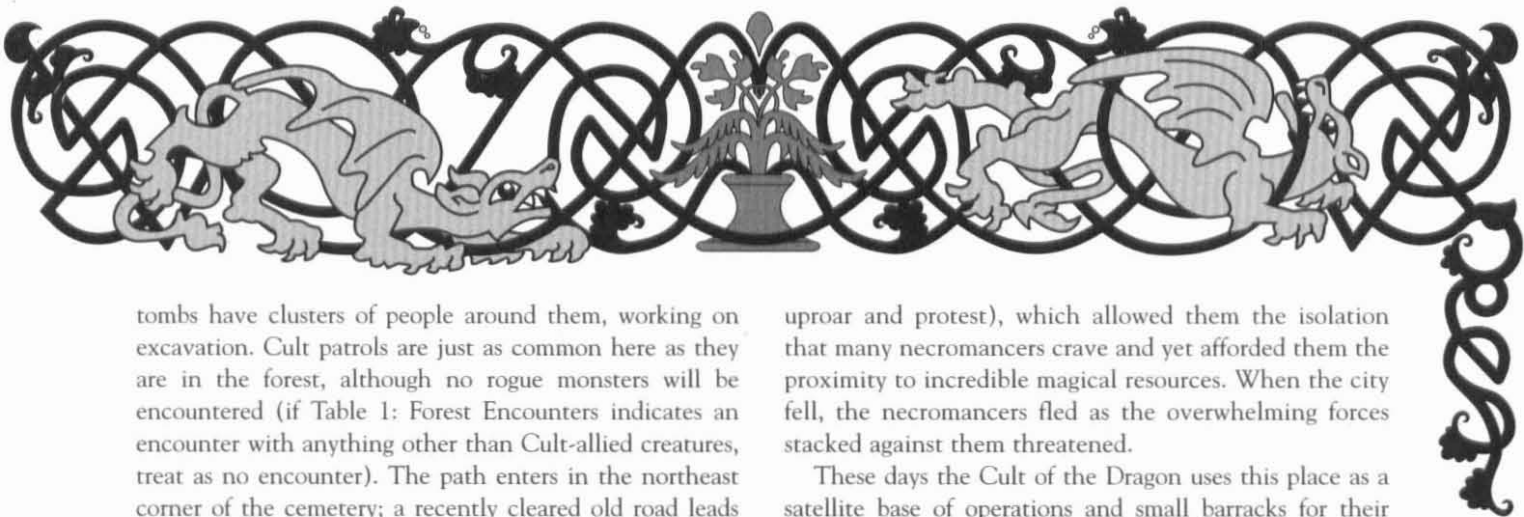 tombs have clusters of people around them, working on
excavation. Cult patrols are just as common here as they
are in the forest, although no rogue monsters will be
encountered (if Table 1: Forest Encounters indicates an
encounter with anything other than Cult-allied creatures,
treat as no encounter). The path enters in the northeast
corner of the cemetery; a recently cleared old road leads
uproar and protest), which allowed them the isolation
that many necromancers crave and yet afforded them the
proximity to incredible magical resources. When the city
fell, the necromancers fled as the overwhelming forces
stacked against them threatened.
These days the Cult of the Dragon uses this place as a
satellite base of operations and small barracks for their